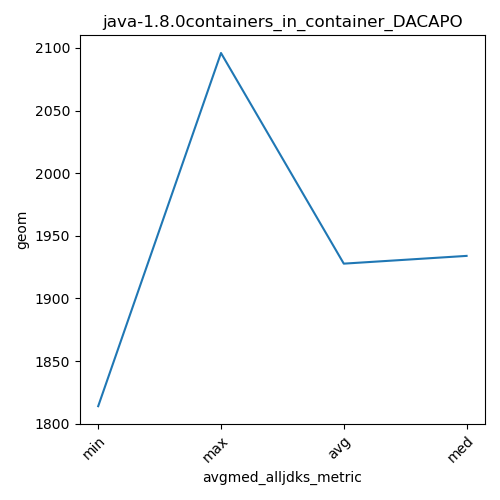 java-1.8.0containers_in_container_DACAPO
2100
2050
2000
1950
1900
1850
1800
geom
min
max
avg
med
avgmed_alljdks_metric